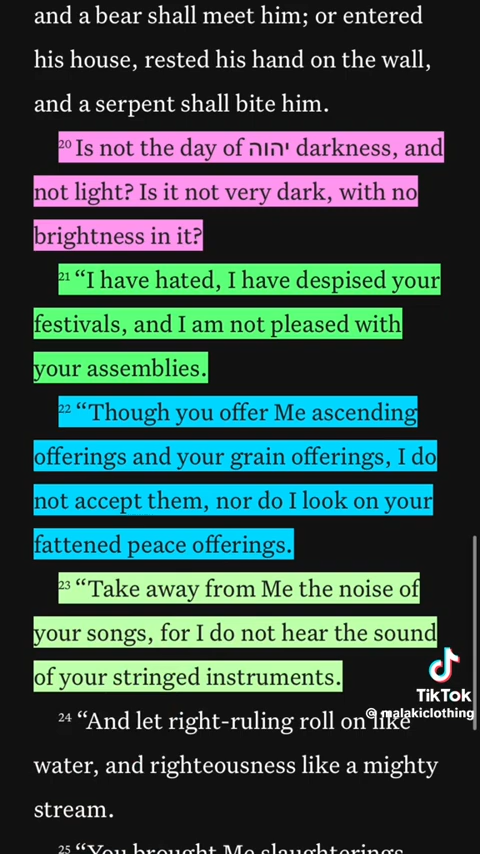 and a bear shall meet him; or entered
his house, rested his hand on the wall,
and a serpent shall bite him.
20 Is not the day of יהוה darkness, and
not light? Is it not very dark, with no
brightness in it?
21 “I have hated, I have despised your
festivals, and I am not pleased with
your assemblies.
22 “Though you offer Me ascending
offerings and your grain offerings, I do
not accept them, nor do I look on your
fattened peace offerings.
23 “Take away from Me the noise of
your songs, for I do not hear the sound
of your stringed instruments.
TikTok
@malakiclothing
24 “And let right-ruling roll on like
water, and righteousness like a mighty
stream.
25 “You brought Me slaughterings